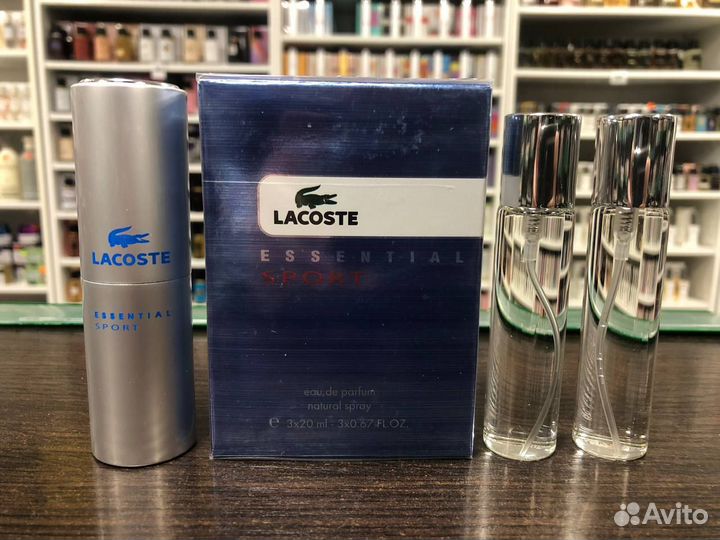 LACOSTE
ESSENTIAL
SPORT
LACOSTE
ESSENTIAL
SPORT
eau de parfum
natural spray
e 3x20 ml - 3x0.67 FL.OZ.
Avito